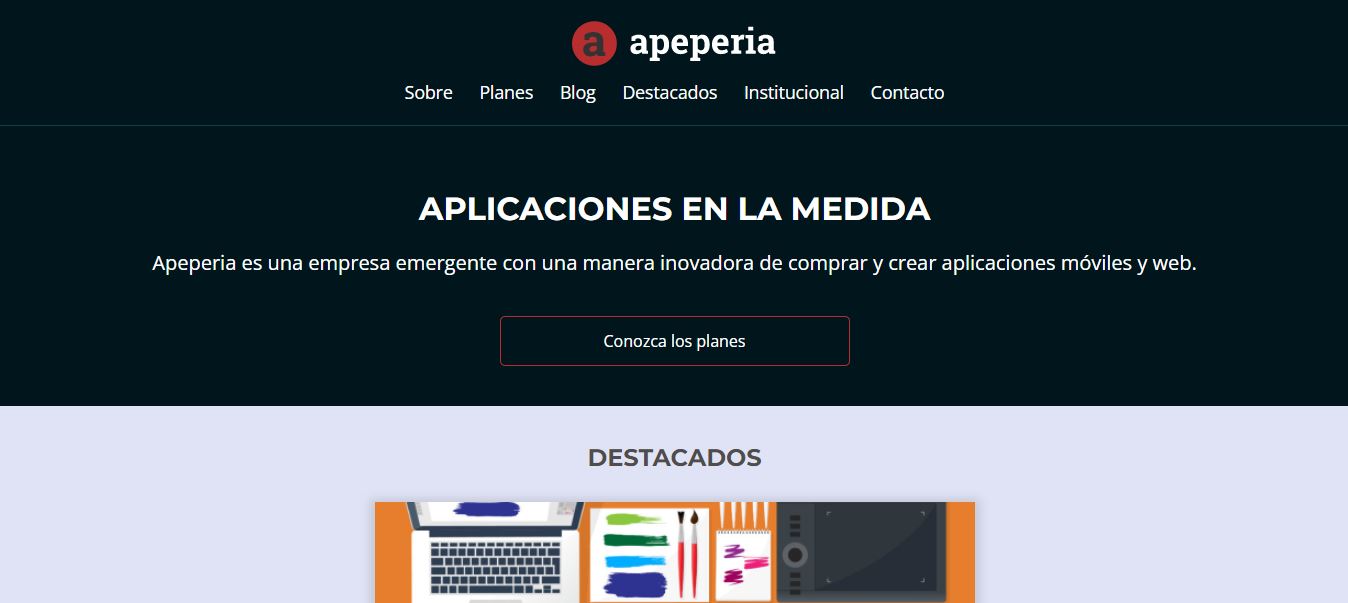 a apeperia
Sobre Planes Blog Destacados Institucional Contacto
APLICACIONES EN LA MEDIDA
Apeperia es una empresa emergente con una manera inovadora de comprar y crear aplicaciones móviles y web.
Conozca los planes
DESTACADOS